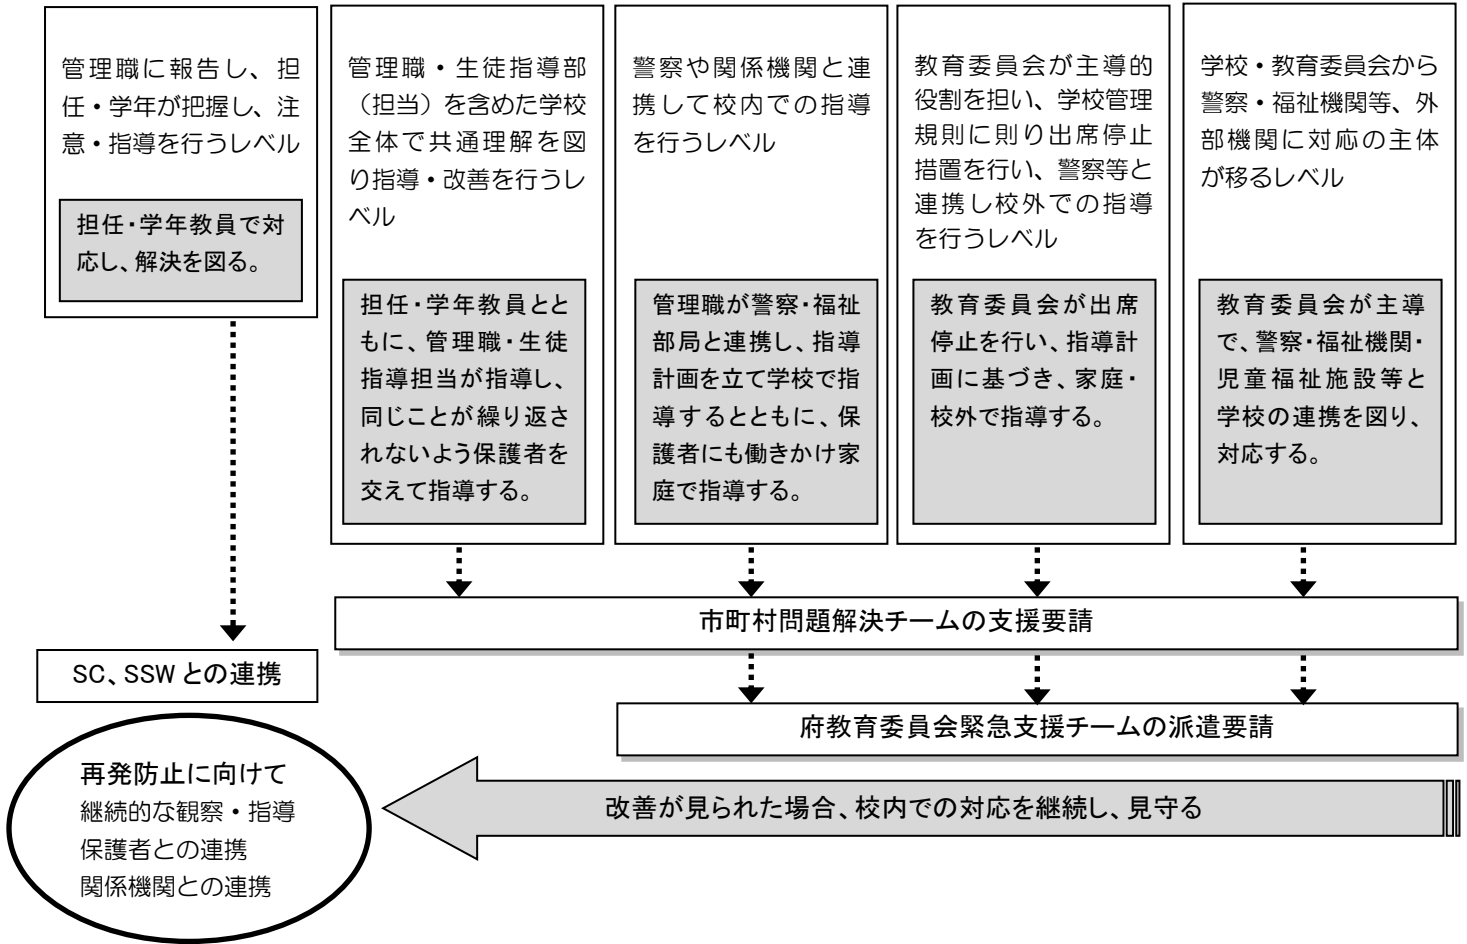 管理職に報告し、担
任・学年が把握し、注
意・指導を行うレベル
担任・学年教員で対
応し、解決を図る。
管理職・生徒指導部
（担当）を含めた学校
全体で共通理解を図
り指導・改善を行うレ
ベル
担任・学年教員とと
もに、管理職・生徒
指導担当が指導し、
同じことが繰り返さ
れないよう保護者を
交えて指導する。
警察や関係機関と連
携して校内での指導
を行うレベル
管理職が警察・福祉
部局と連携し、指導
計画を立て学校で指
導するとともに、保
護者にも働きかけ家
庭で指導する。
教育委員会が主導的
役割を担い、学校管理
規則に則り出席停止
措置を行い、警察等と
連携し校外での指導
を行うレベル
教育委員会が出席
停止を行い、指導計
画に基づき、家庭・
校外で指導する。
学校・教育委員会から
警察・福祉機関等、外
部機関に対応の主体
が移るレベル
教育委員会が主導
で、警察・福祉機関・
児童福祉施設等と
学校の連携を図り、
対応する。
市町村問題解決チームの支援要請
SC、SSWとの連携
府教育委員会緊急支援チームの派遣要請
改善が見られた場合、校内での対応を継続し、見守る
再発防止に向けて
継続的な観察・指導
保護者との連携
関係機関との連携